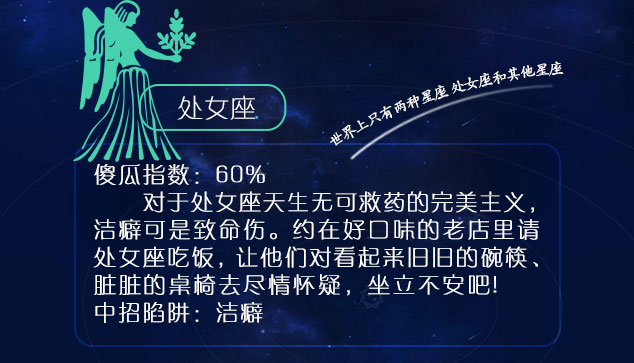 处女座
世界上只有两种星座 处女座和其他星座
傻瓜指数：60%
对于处女座天生无可救药的完美主义，
洁癖可是致命伤。约在好口味的老店里请
处女座吃饭，让他们对看起来旧旧的碗筷、
脏脏的桌椅去尽情怀疑，坐立不安吧！
中招陷阱：洁癖